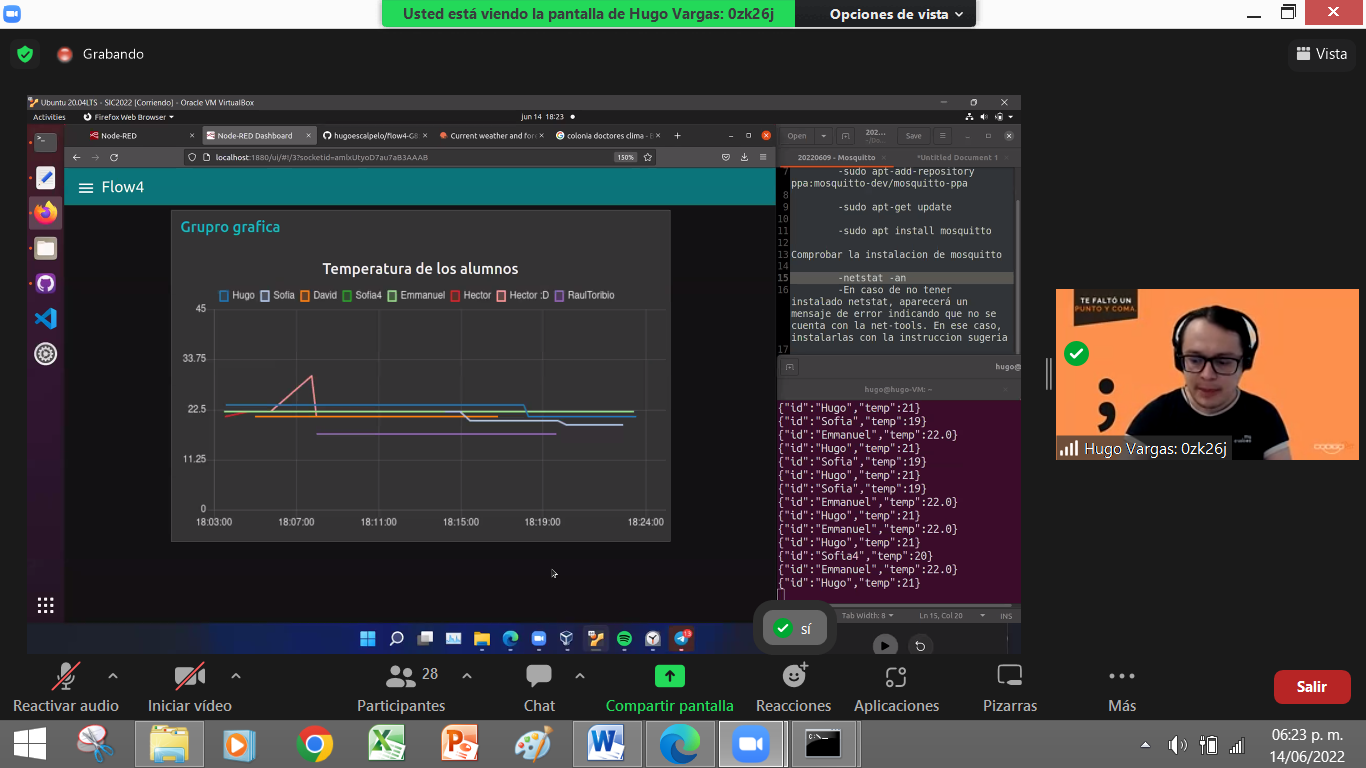 Usted está viendo la pantalla de Hugo Vargas: 0zk26j
Opciones de vista
Grabando
Vista
Ubuntu 20.04LTS - SIC2022 [Corriendo] - Oracle VM VirtualBox
Activities
Firefox Web Browser
jun 14 18:23
Node-RED
Node-RED Dashboard
hugoescalpelo/flow4-G8
Current weather and for
colonia doctores clima -
localhost:1880/ui/#!/3?socketid=amlxUtyoD7au7aB3AAAB
150%
Flow4
Grupro grafica
Temperatura de los alumnos
Hugo Sofia David Sofia4 Emmanuel Hector Hector :D RaulToribio
45
33.75
22.5
11.25
0
18:03:00 18:07:00 18:11:00 18:15:00 18:19:00 18:24:00
Open
202...
Save
20220609 - Mosquitto
*Untitled Document 1
7 -sudo apt-add-repository
ppa:mosquitto-dev/mosquitto-ppa
8
9 -sudo apt-get update
10
11 -sudo apt install mosquitto
12
13 Comprobar la instalacion de mosquitto
14
15 -netstat -an
16 -En caso de no tener
instalado netstat, aparecerá un
mensaje de error indicando que no se
cuenta con la net-tools. En ese caso,
instalarlas con la instruccion sugeria
17
hugo@
hugo@hugo-VM: ~
{"id":"Hugo","temp":21}
{"id":"Sofia","temp":19}
{"id":"Emmanuel","temp":22.0}
{"id":"Hugo","temp":21}
{"id":"Sofia","temp":19}
{"id":"Hugo","temp":21}
{"id":"Sofia","temp":19}
{"id":"Emmanuel","temp":22.0}
{"id":"Hugo","temp":21}
{"id":"Emmanuel","temp":22.0}
{"id":"Hugo","temp":21}
{"id":"Sofia4","temp":20}
{"id":"Emmanuel","temp":22.0}
{"id":"Hugo","temp":21}
Tab Width: 8
Ln 15, Col 20
INS
sí
TE FALTÓ UN
PUNTO Y COMA.
;
Hugo Vargas: 0zk26j
Reactivar audio
Iniciar vídeo
Participantes
28
Chat
Compartir pantalla
Reacciones
Aplicaciones
Pizarras
Más
Salir
06:23 p. m.
14/06/2022